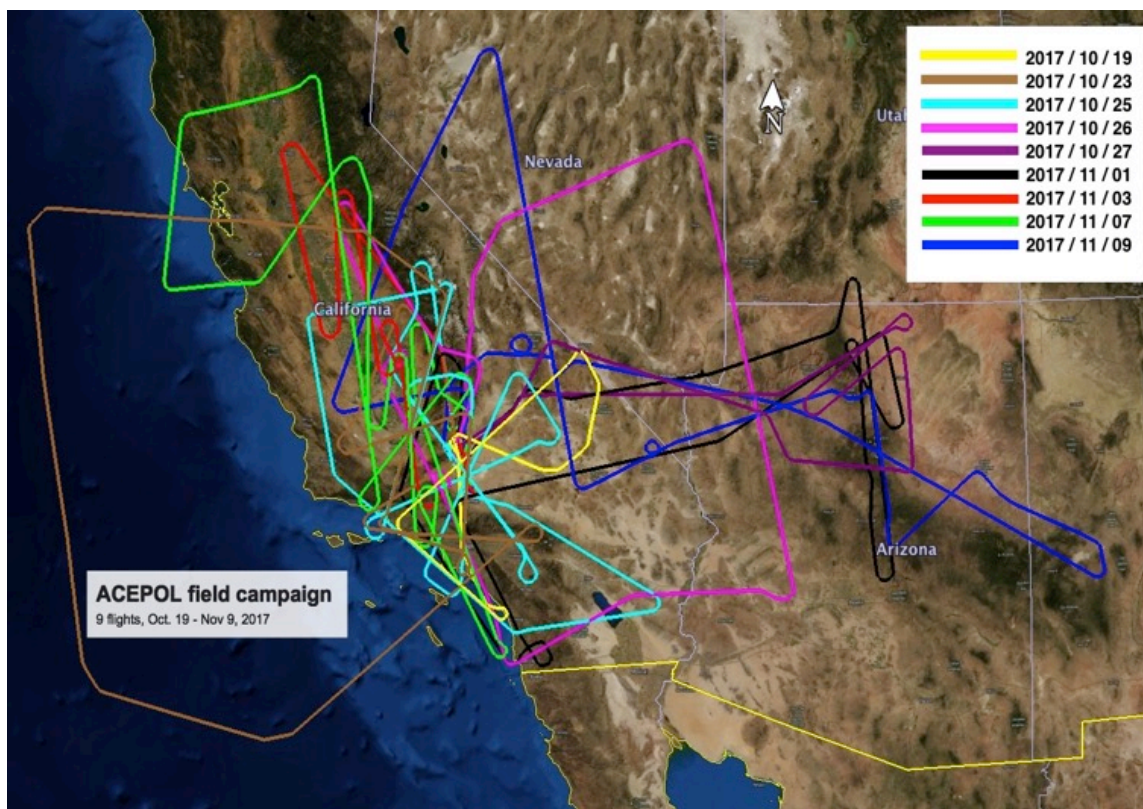 2017 / 10 / 19
2017 / 10 / 23
2017 / 10 / 25
2017 / 10 / 26
2017 / 10 / 27
2017 / 11 / 01
2017 / 11 / 03
2017 / 11 / 07
2017 / 11 / 09
N
Utah
Nevada
California
Arizona
ACEPOL field campaign
9 flights, Oct. 19 - Nov 9, 2017